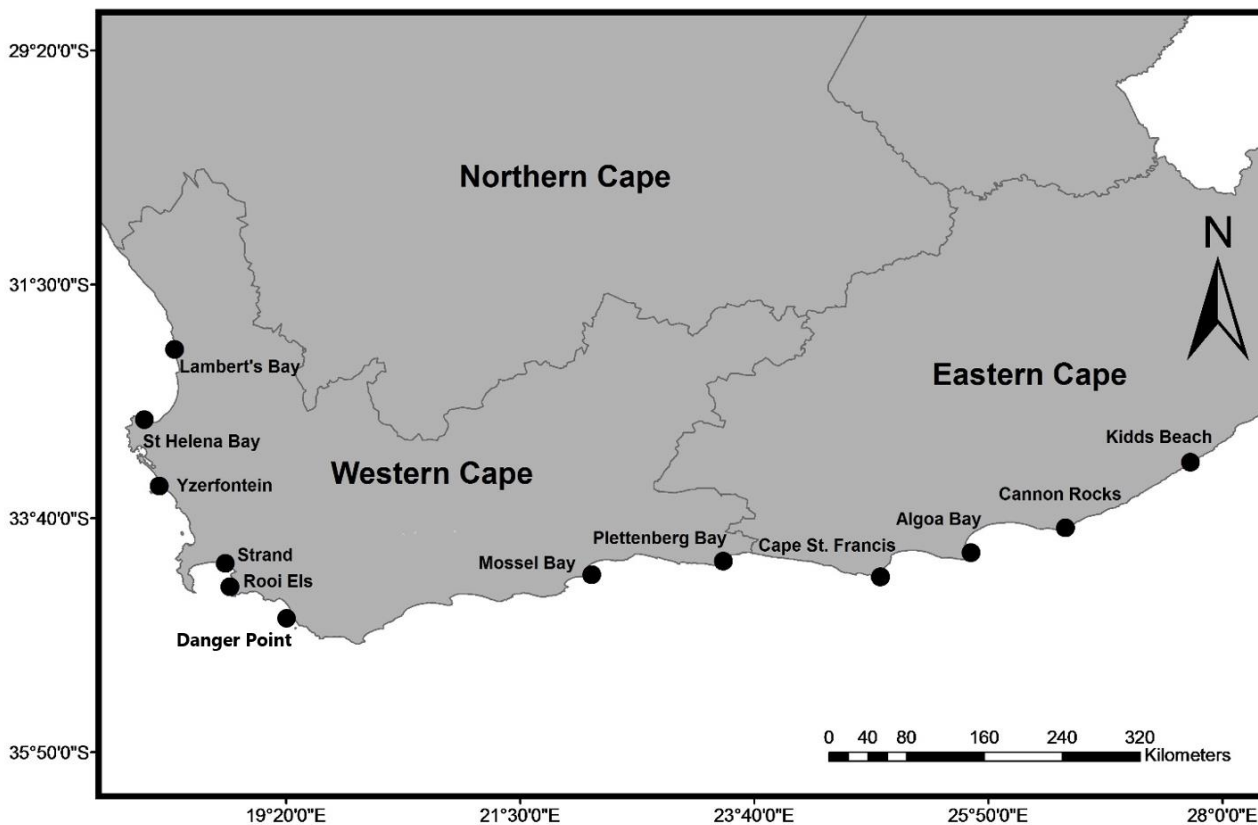 29°20'0"S
Northern Cape
N
31°30'0"S
Lambert's Bay
Eastern Cape
St Helena Bay
Kidds Beach
Western Cape
Yzerfontein
Cannon Rocks
33°40'0"S
Algoa Bay
Plettenberg Bay
Cape St. Francis
Strand
Mossel Bay
Rooi Els
Danger Point
0 40 80 160 240 320
Kilometers
35°50'0"S
19°20'0"E 21°30'0"E 23°40'0"E 25°50'0"E 28°0'0"E